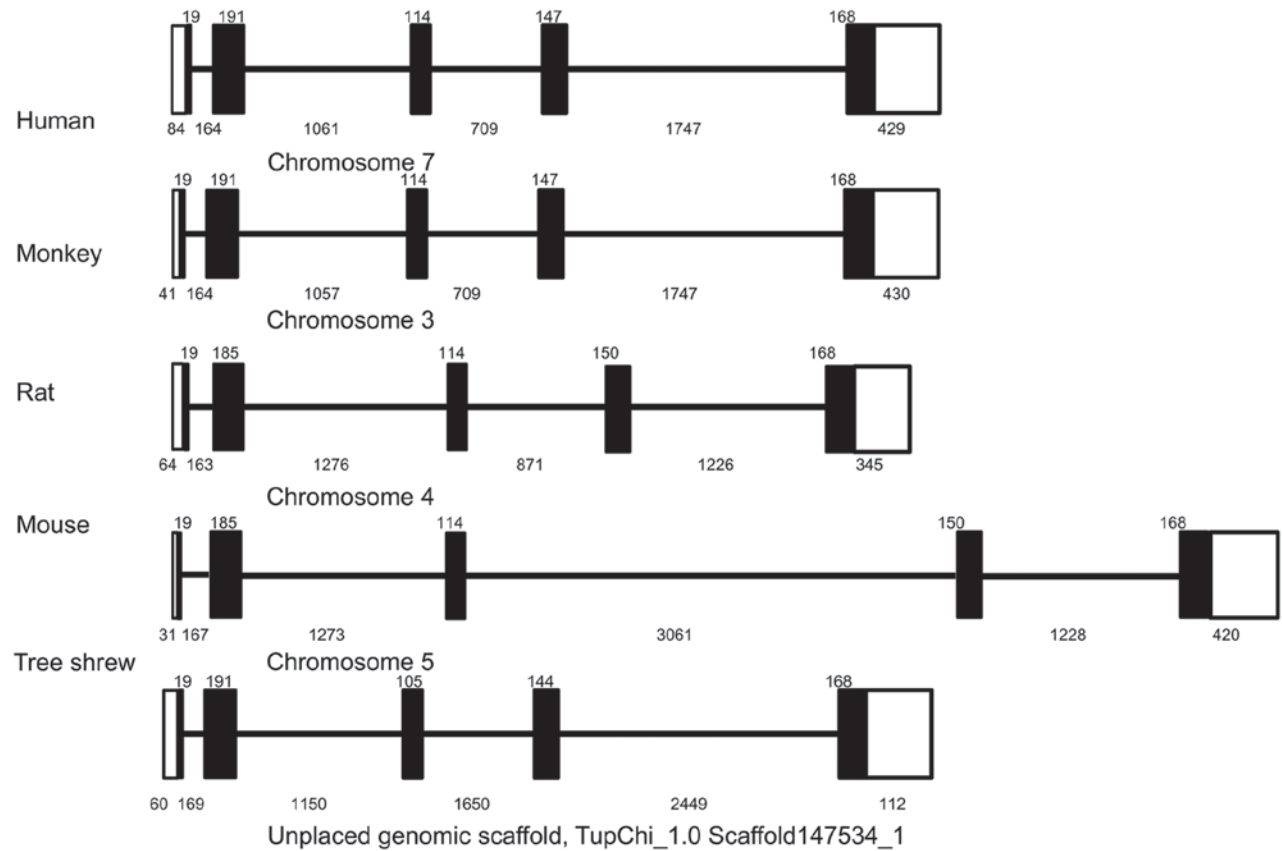 19 191 114 147 168
Human
84 164 1061 709 1747 429
Chromosome 7
19 191 114 147 168
Monkey
41 164 1057 709 1747 430
Chromosome 3
19 185 114 150 168
Rat
64 163 1276 871 1226 345
Chromosome 4
Mouse
19 185 114 150 168
31 167 1273 3061 1228 420
Tree shrew
Chromosome 5
19 191 105 144 168
60 169 1150 1650 2449 112
Unplaced genomic scaffold, TupChi_1.0 Scaffold147534_1